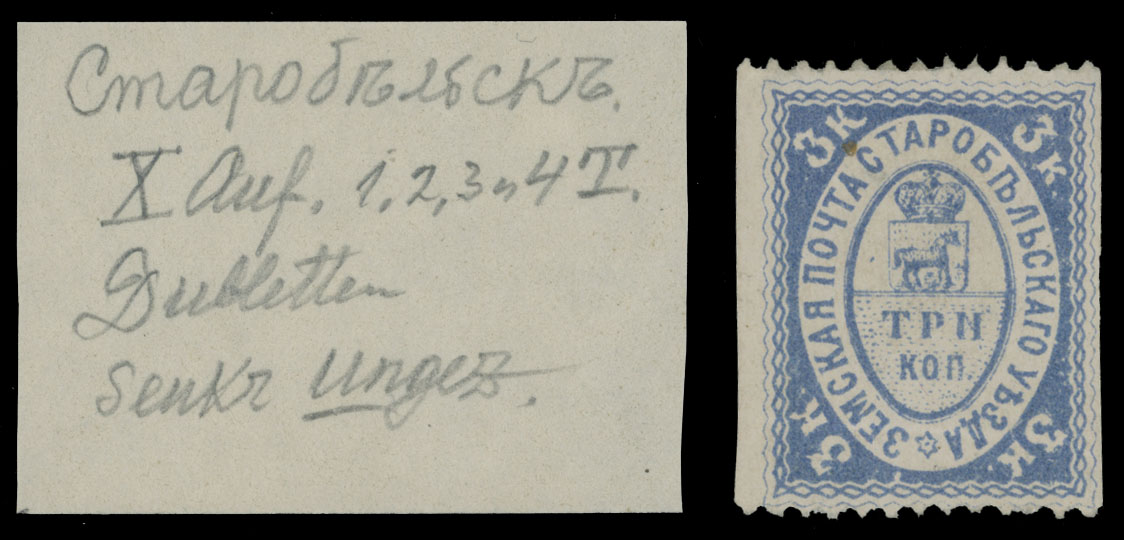 Старобѣльскъ.
X Auf. 1, 2, 3 и 4 T.
Dubletten
Senkr Ungez.
3 К
3 К.
ЗЕМСКАЯ ПОЧТА СТАРОБѢЛЬСКАГО УѢЗДА
ТРИ
КОП.
3 К.
3 К.